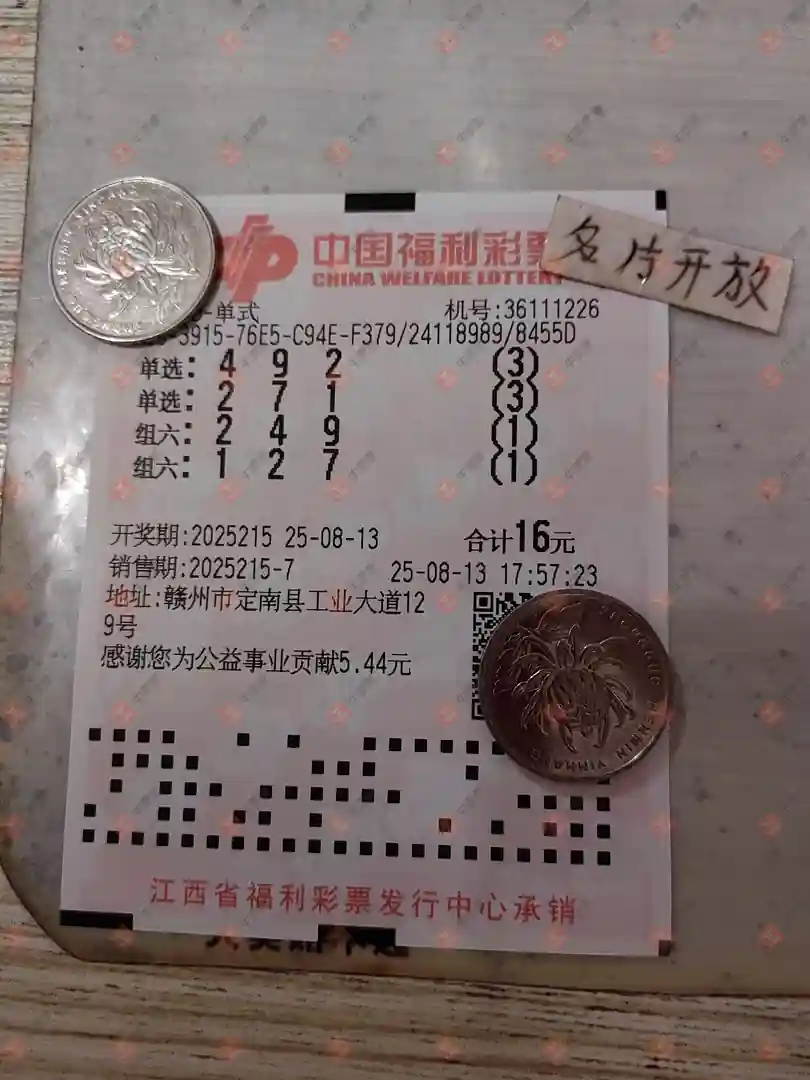 中国福利彩票
CHINA WELFARE LOTTERY
名片开放
-单式 机号:36111226
-3915-76E5-C94E-F379/24118989/8455D
单选: 4 9 2 (3)
单选: 2 7 1 (3)
组六: 2 4 9 (1)
组六: 1 2 7 (1)
开奖期:2025215 25-08-13 合计16元
销售期:2025215-7 25-08-13 17:57:23
地址:赣州市定南县工业大道12
9号
感谢您为公益事业贡献5.44元
江西省福利彩票发行中心承销